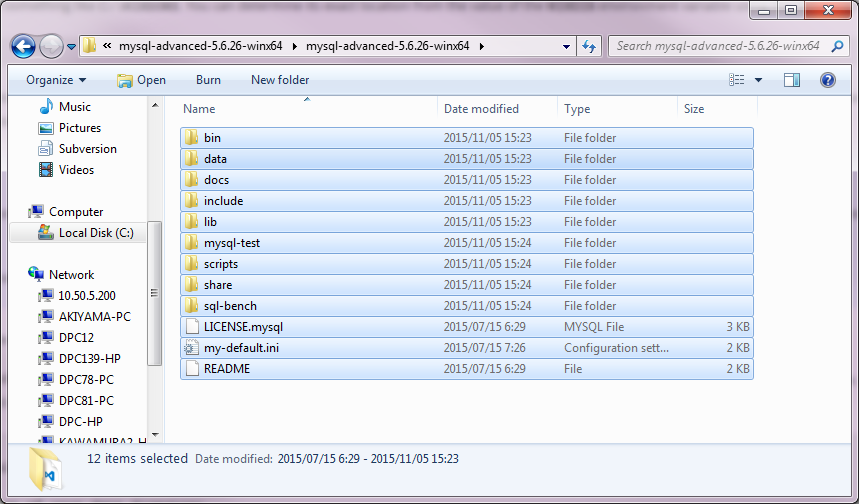 « mysql-advanced-5.6.26-winx64 mysql-advanced-5.6.26-winx64 Search mysql-advanced-5.6.26-winx64
Organize Open Burn New folder
Music
Pictures
Subversion
Videos
Computer
Local Disk (C:)
Network
10.50.5.200
AKIYAMA-PC
DPC12
DPC139-HP
DPC78-PC
DPC81-PC
DPC-HP
KAWAMURA2-H
Name Date modified Type Size
bin 2015/11/05 15:23 File folder
data 2015/11/05 15:23 File folder
docs 2015/11/05 15:23 File folder
include 2015/11/05 15:23 File folder
lib 2015/11/05 15:23 File folder
mysql-test 2015/11/05 15:24 File folder
scripts 2015/11/05 15:24 File folder
share 2015/11/05 15:24 File folder
sql-bench 2015/11/05 15:24 File folder
LICENSE.mysql 2015/07/15 6:29 MYSQL File 3 KB
my-default.ini 2015/07/15 7:26 Configuration sett... 2 KB
README 2015/07/15 6:29 File 2 KB
12 items selected Date modified: 2015/07/15 6:29 - 2015/11/05 15:23